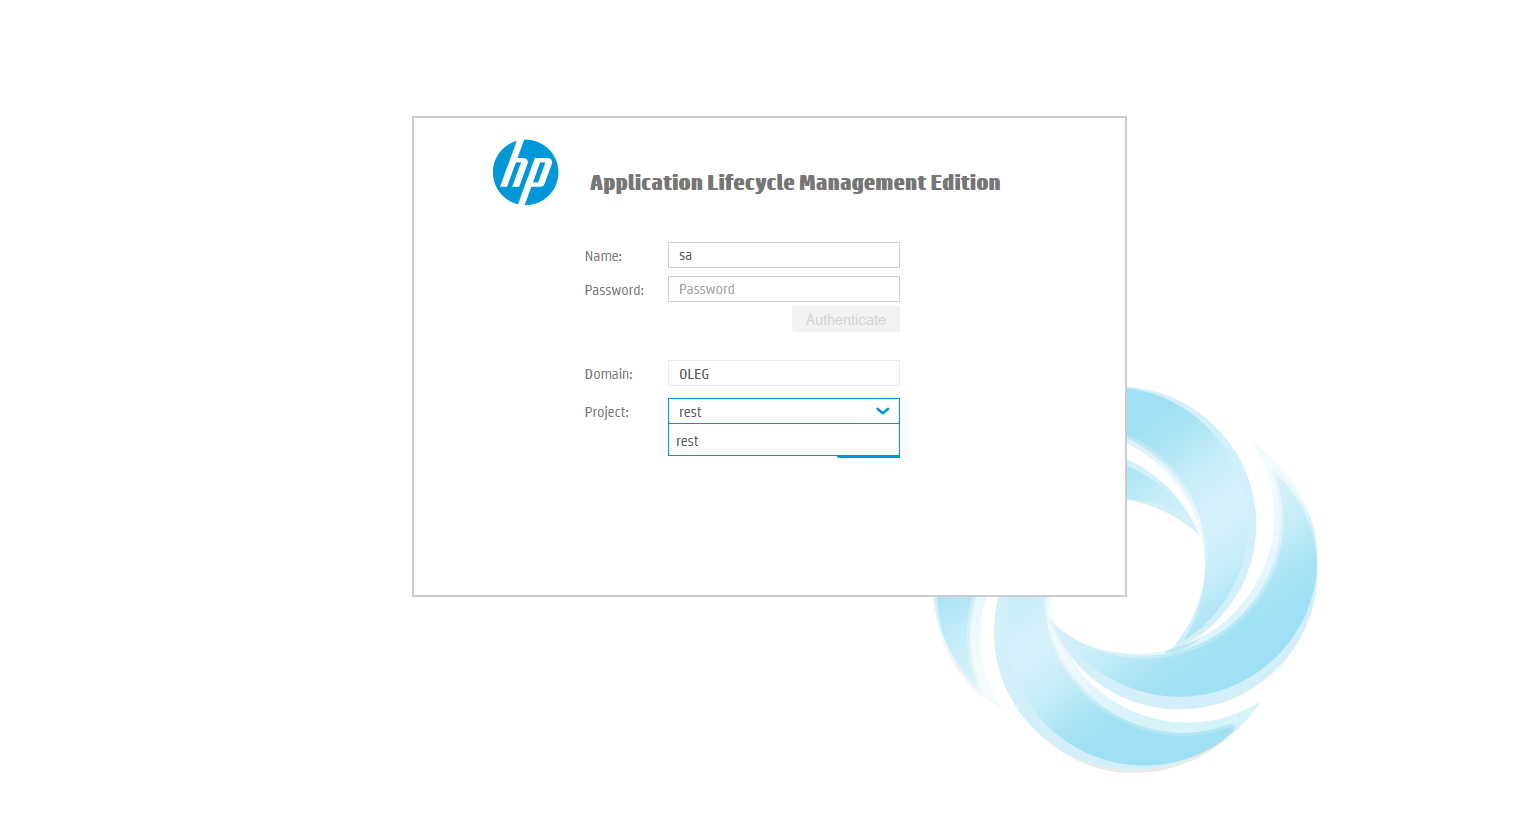 hp
Application Lifecycle Management Edition
Name: sa
Password: Password
Authenticate
Domain: OLEG
Project: rest
rest